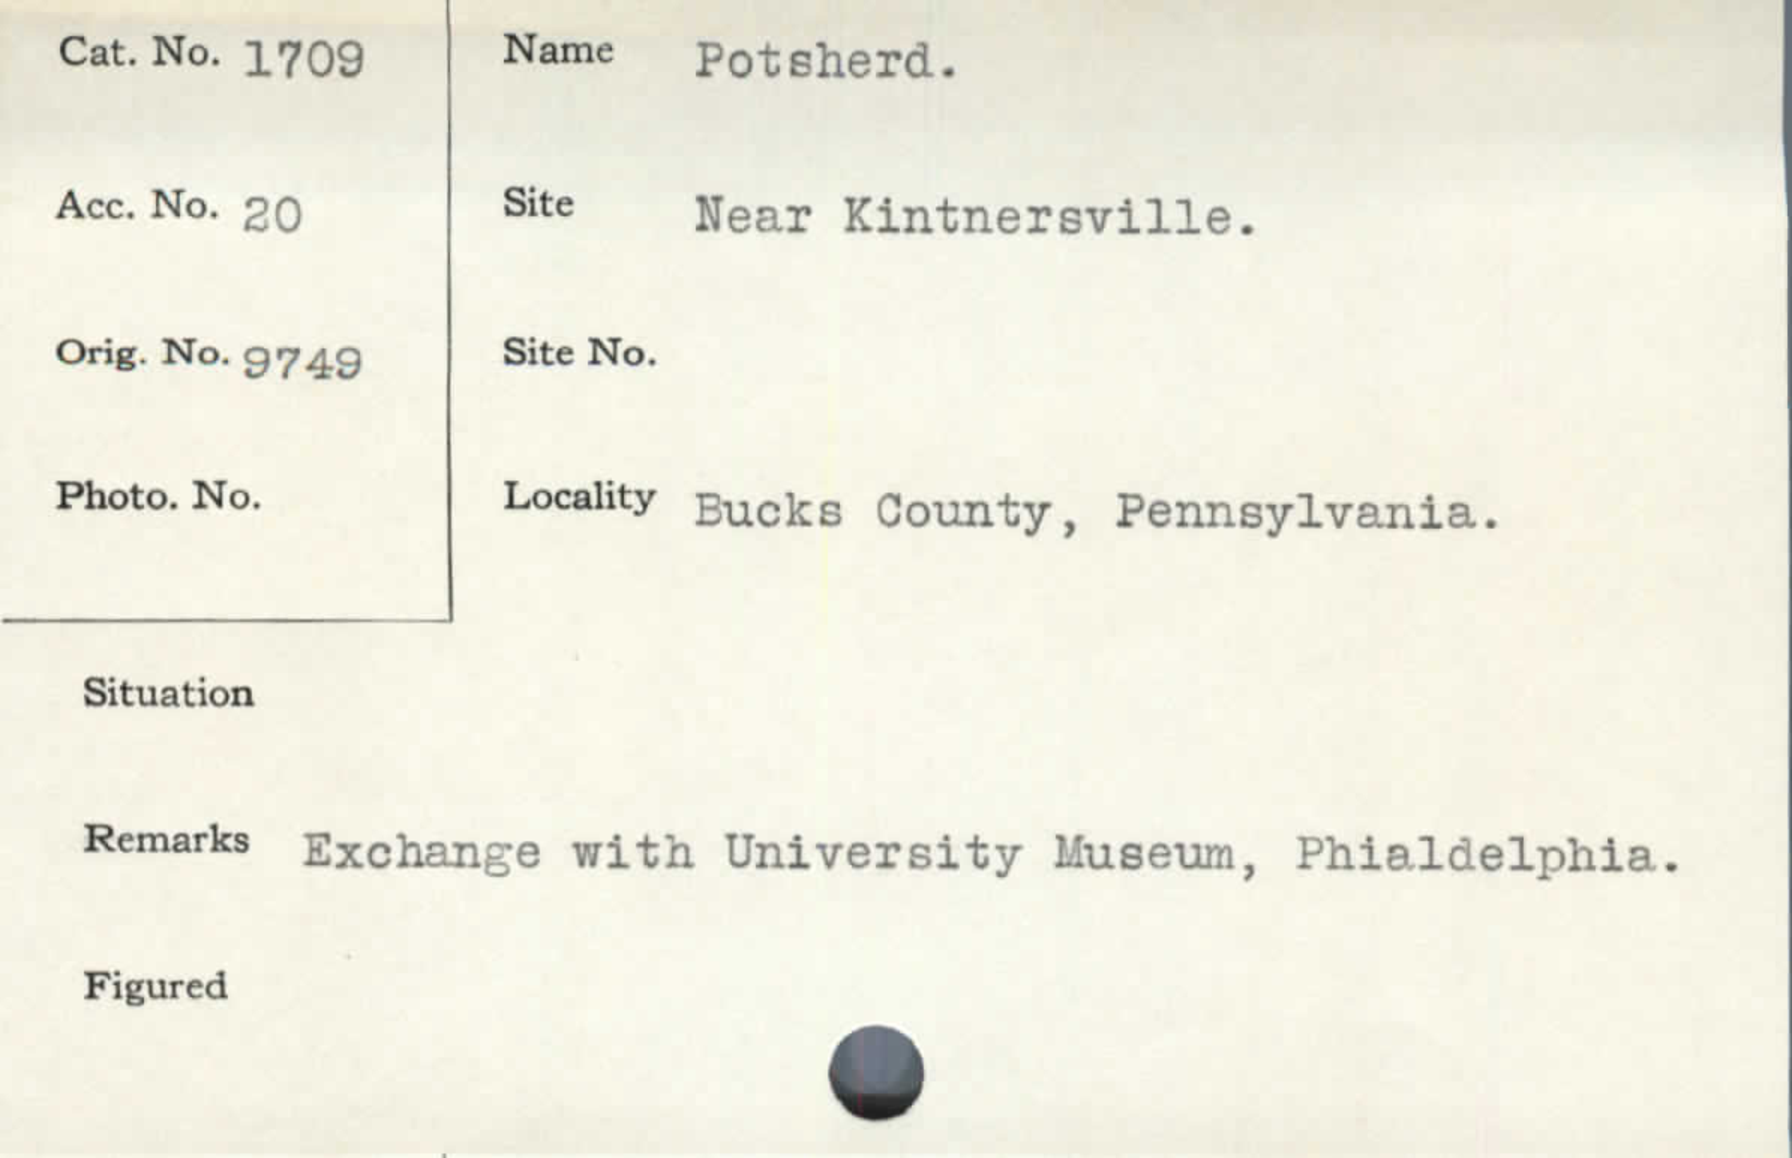 Cat. No. 1709
Name Potsherd.
Acc. No. 20
Site Near Kintnersville.
Orig. No. 9749
Site No.
Photo. No.
Locality Bucks County, Pennsylvania.
Situation
Remarks Exchange with University Museum, Phialdelphia.
Figured